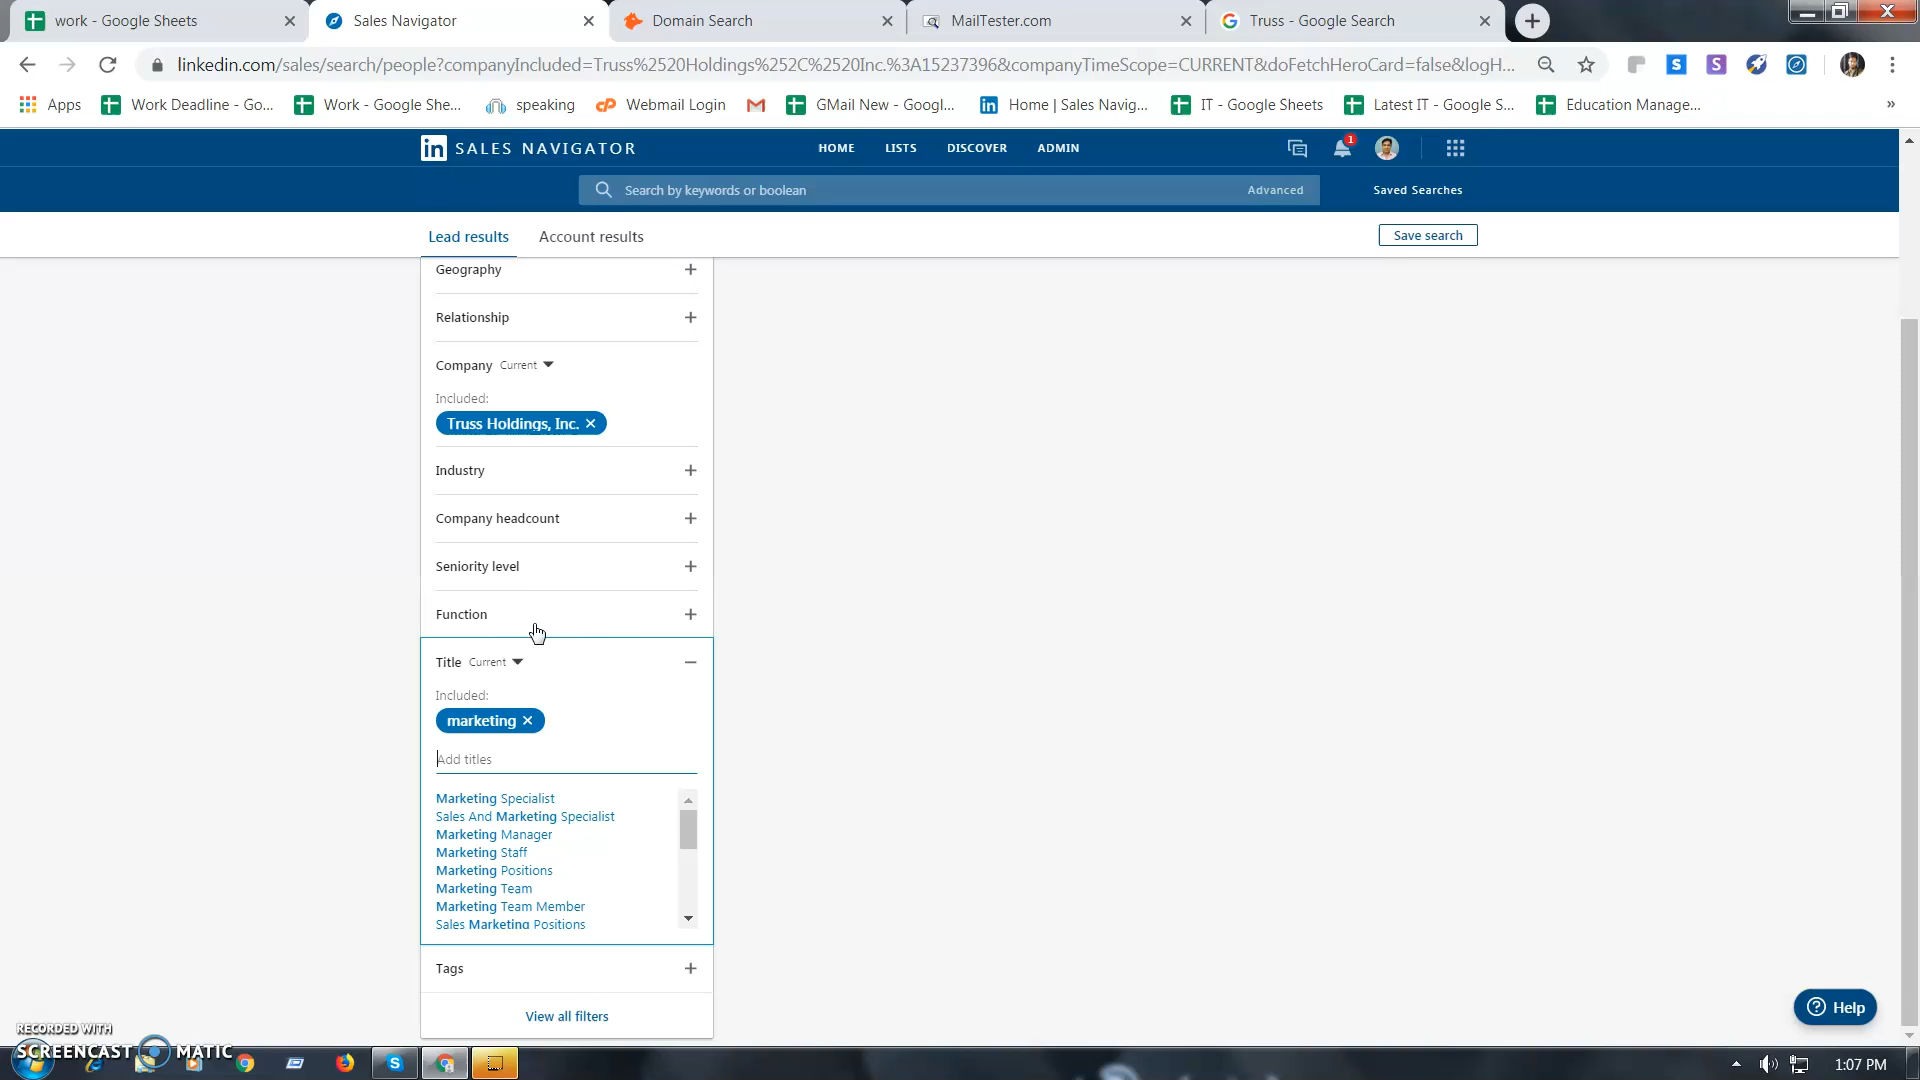 work - Google Sheets
Sales Navigator
Domain Search
MailTester.com
Truss - Google Search
linkedin.com/sales/search/people?companyIncluded=Truss%2520Holdings%252C%2520Inc.%3A15237396&companyTimeScope=CURRENT&doFetchHeroCard=false&logH...
Apps
Work Deadline - Go...
Work - Google She...
speaking
Webmail Login
GMail New - Googl...
Home | Sales Navig...
IT - Google Sheets
Latest IT - Google S...
Education Manage...
»
in SALES NAVIGATOR
HOME
LISTS
DISCOVER
ADMIN
1
Search by keywords or boolean
Advanced
Saved Searches
Lead results
Account results
Save search
Geography
Relationship
Company Current
Included:
Truss Holdings, Inc.
Industry
Company headcount
Seniority level
Function
Title Current
Included:
marketing
Add titles
Marketing Specialist
Sales And Marketing Specialist
Marketing Manager
Marketing Staff
Marketing Positions
Marketing Team
Marketing Team Member
Sales Marketing Positions
Tags
View all filters
Help
RECORDED WITH
SCREENCAST MATIC
1:07 PM